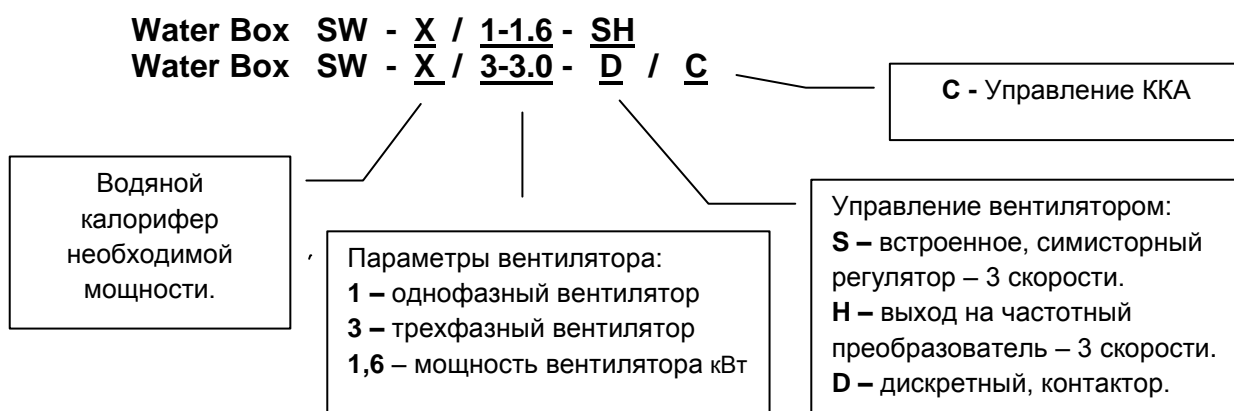 Water Box SW - X / 1-1.6 - SH
Water Box SW - X / 3-3.0 - D / C
C - Управление ККА
Водяной
калорифер
необходимой
мощности.
Параметры вентилятора:
1 – однофазный вентилятор
3 – трехфазный вентилятор
1,6 – мощность вентилятора кВт
Управление вентилятором:
S – встроенное, симисторный
регулятор – 3 скорости.
H – выход на частотный
преобразователь – 3 скорости.
D – дискретный, контактор.